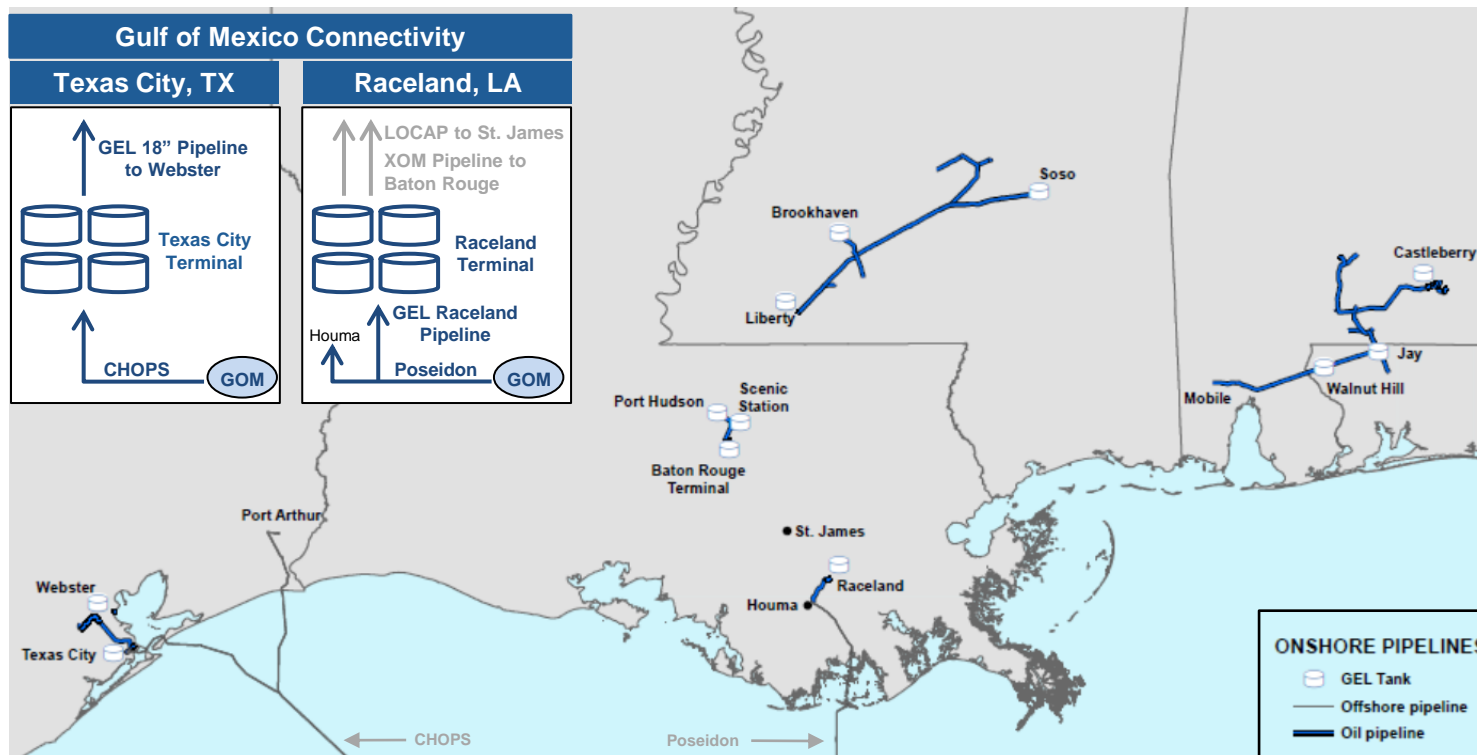 Gulf of Mexico Connectivity
Texas City, TX
Raceland, LA
GEL 18” Pipeline
to Webster
Texas City
Terminal
CHOPS
GOM
LOCAP to St. James
XOM Pipeline to
Baton Rouge
Raceland
Terminal
GEL Raceland
Pipeline
Houma
Poseidon
GOM
Soso
Brookhaven
Liberty
Castleberry
Jay
Walnut Hill
Mobile
Port Hudson
Scenic
Station
Baton Rouge
Terminal
Port Arthur
St. James
Webster
Raceland
Houma
Texas City
CHOPS
Poseidon
ONSHORE PIPELINES
GEL Tank
Offshore pipeline
Oil pipeline